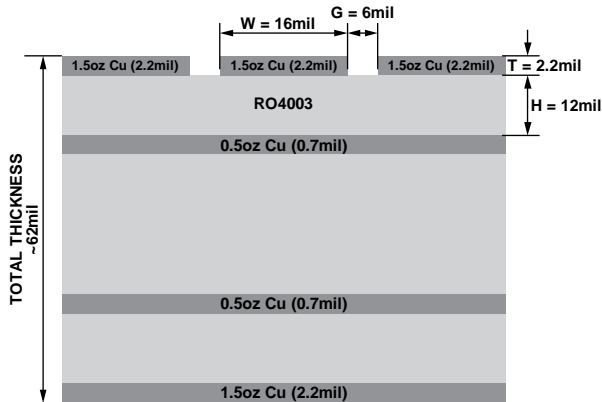 W = 16mil
G = 6mil
1.5oz Cu (2.2mil)
1.5oz Cu (2.2mil)
1.5oz Cu (2.2mil)
T = 2.2mil
RO4003
H = 12mil
0.5oz Cu (0.7mil)
TOTAL THICKNESS
~62mil
0.5oz Cu (0.7mil)
1.5oz Cu (2.2mil)